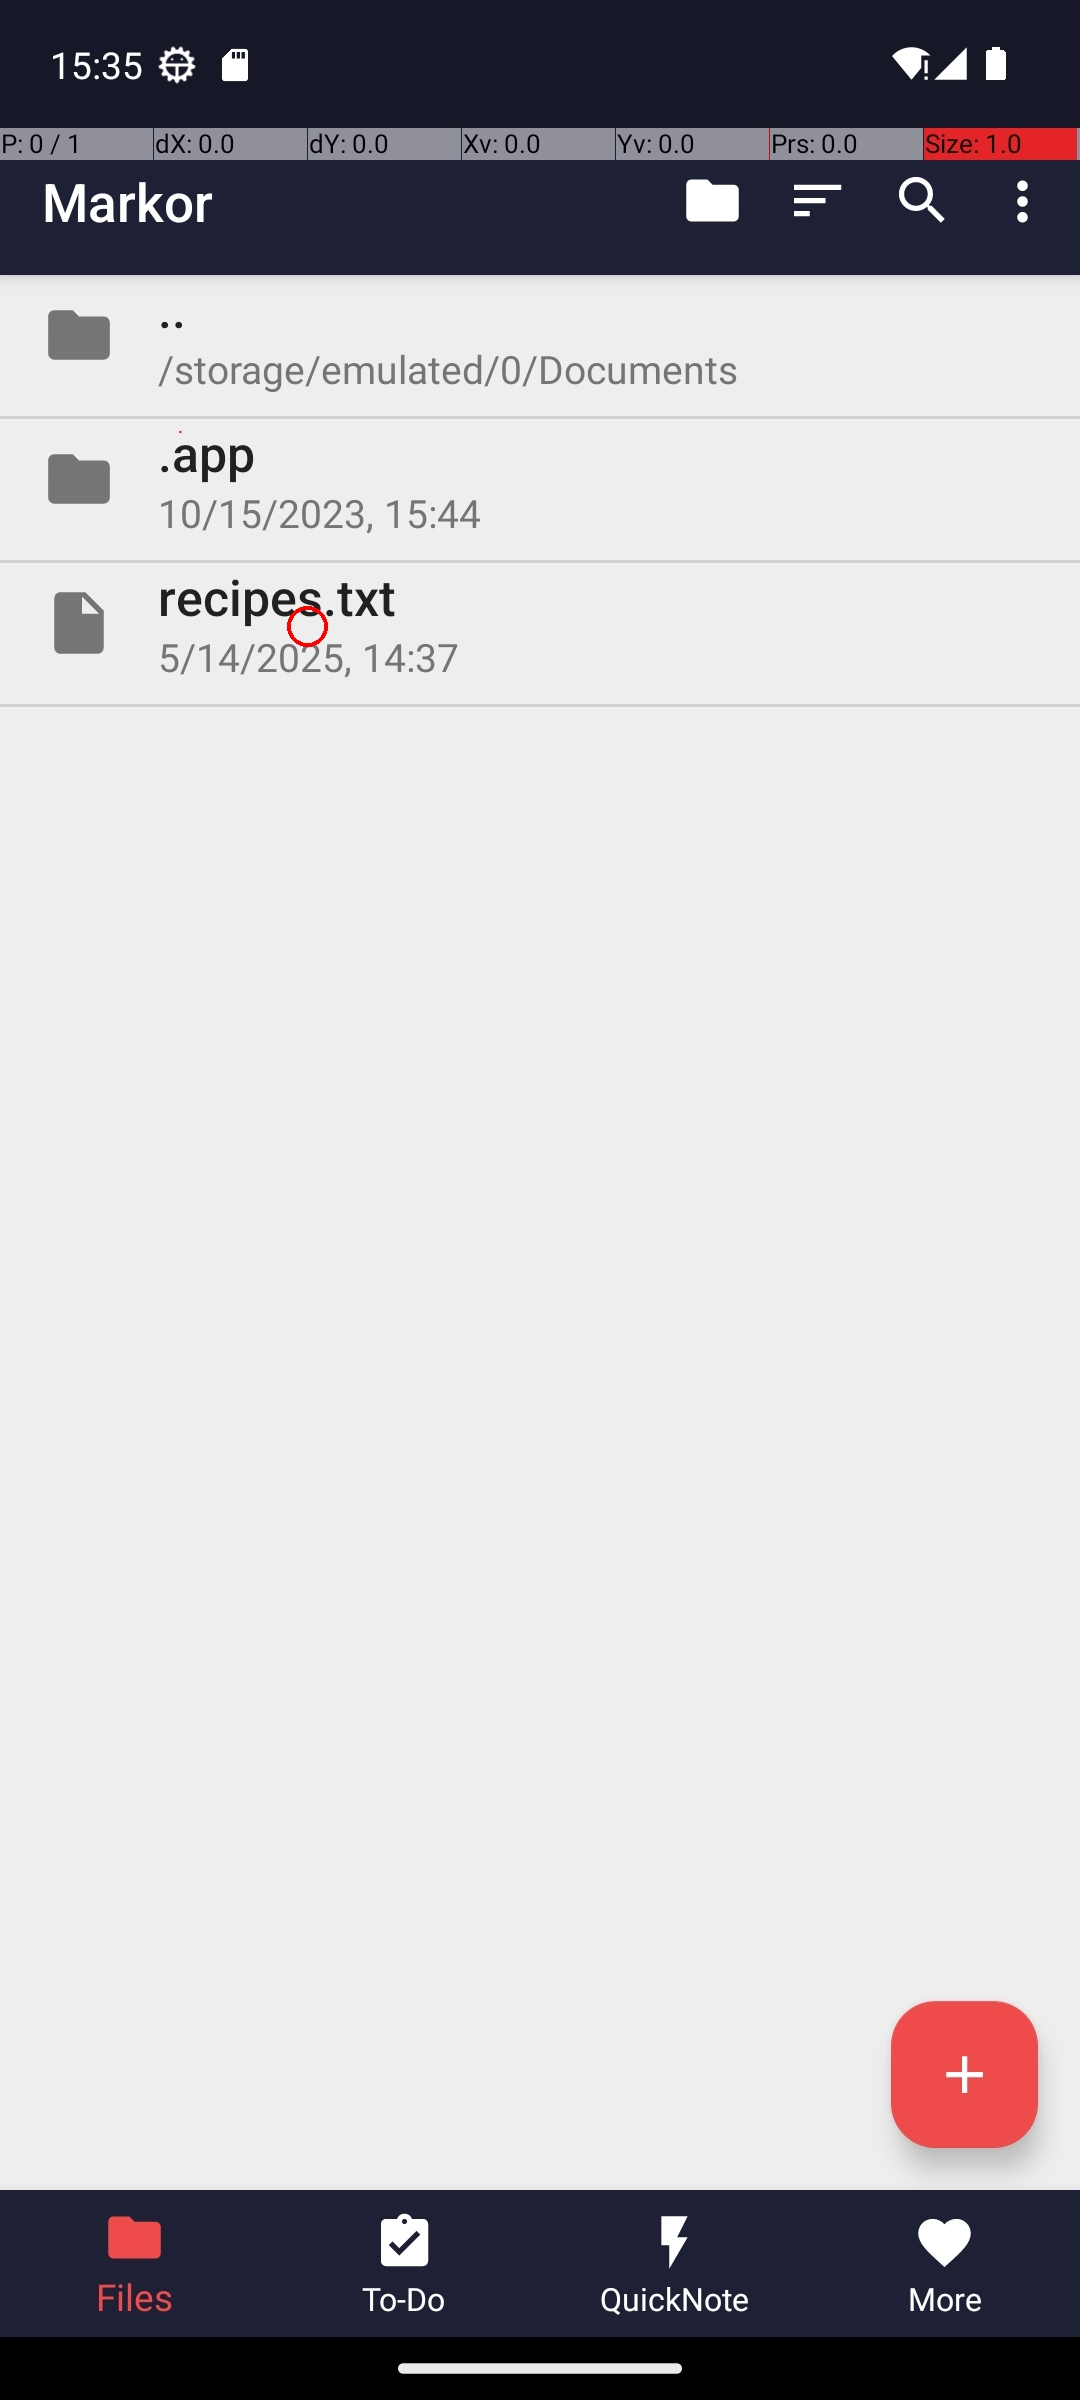 15:35
P: 0 / 1 dX: 0.0 dY: 0.0 Xv: 0.0 Yv: 0.0 Prs: 0.0 Size: 1.0
Markor
..
/storage/emulated/0/Documents
.app
10/15/2023, 15:44
recipes.txt
5/14/2025, 14:37
Files To-Do QuickNote More